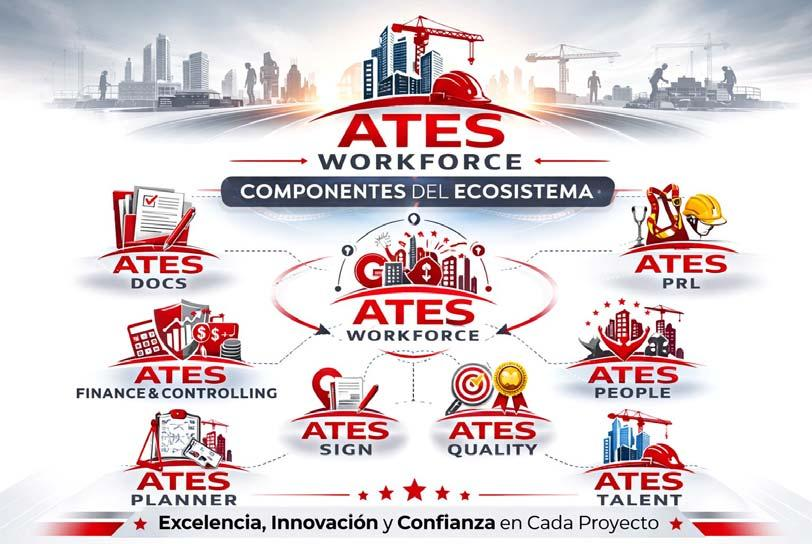 ATES
WORKFORCE
COMPONENTES DEL ECOSISTEMA
ATES
DOCS
ATES
WORKFORCE
ATES
PRL
ATES
FINANCE & CONTROLLING
ATES
PEOPLE
ATES
SIGN
ATES
QUALITY
ATES
PLANNER
ATES
TALENT
Excelencia, Innovación y Confianza en Cada Proyecto